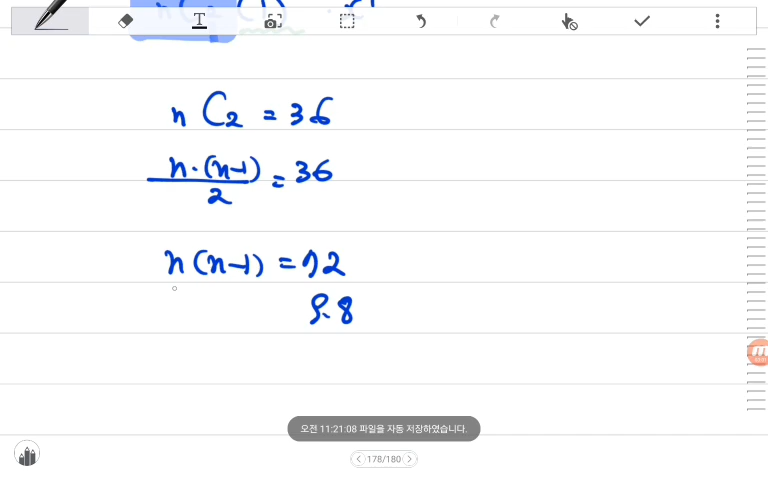 T
nC₂ = 36
n·(n-1)/2 = 36
n(n-1) = 72
9·8
오전 11:21:08 파일을 자동 저장하였습니다.
178/180